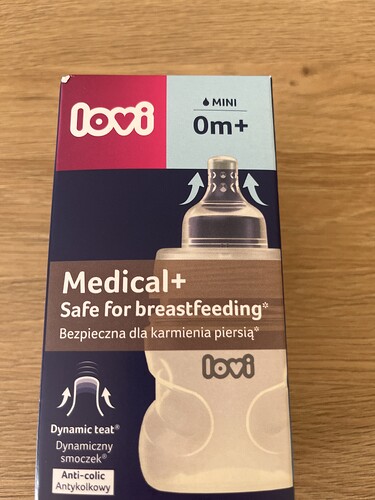 lovi
MINI
0m+
Medical+
Safe for breastfeeding*
Bezpieczna dla karmienia piersią*
lovi
Dynamic teat®
Dynamiczny
smoczek®
Anti-colic
Antykolkowy